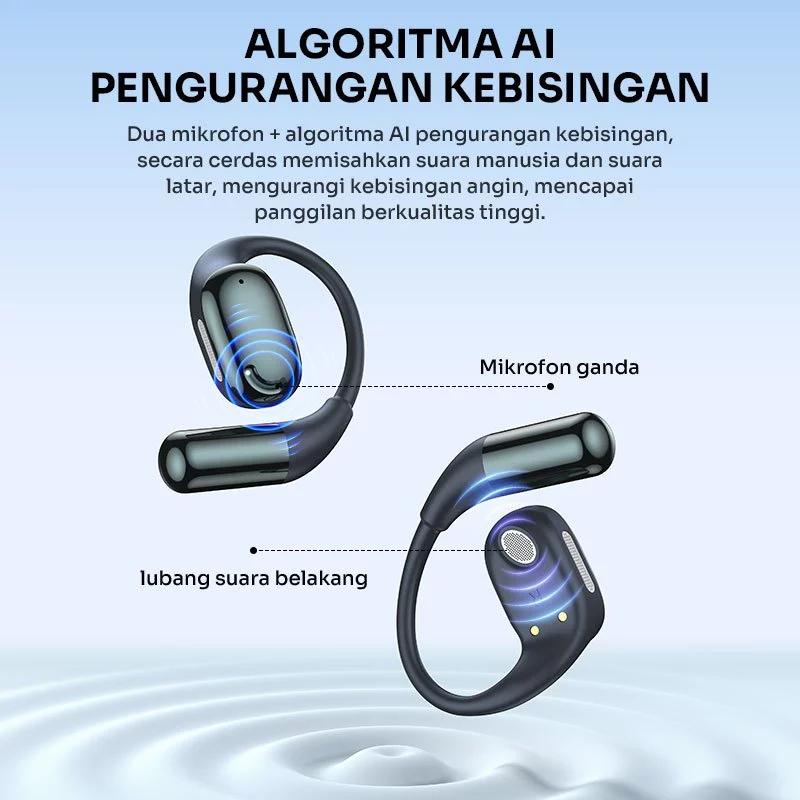 ALGORITMA AI
PENGURANGAN KEBISINGAN
Dua mikrofon + algoritma AI pengurangan kebisingan,
secara cerdas memisahkan suara manusia dan suara
latar, mengurangi kebisingan angin, mencapai
panggilan berkualitas tinggi.
Mikrofon ganda
lubang suara belakang